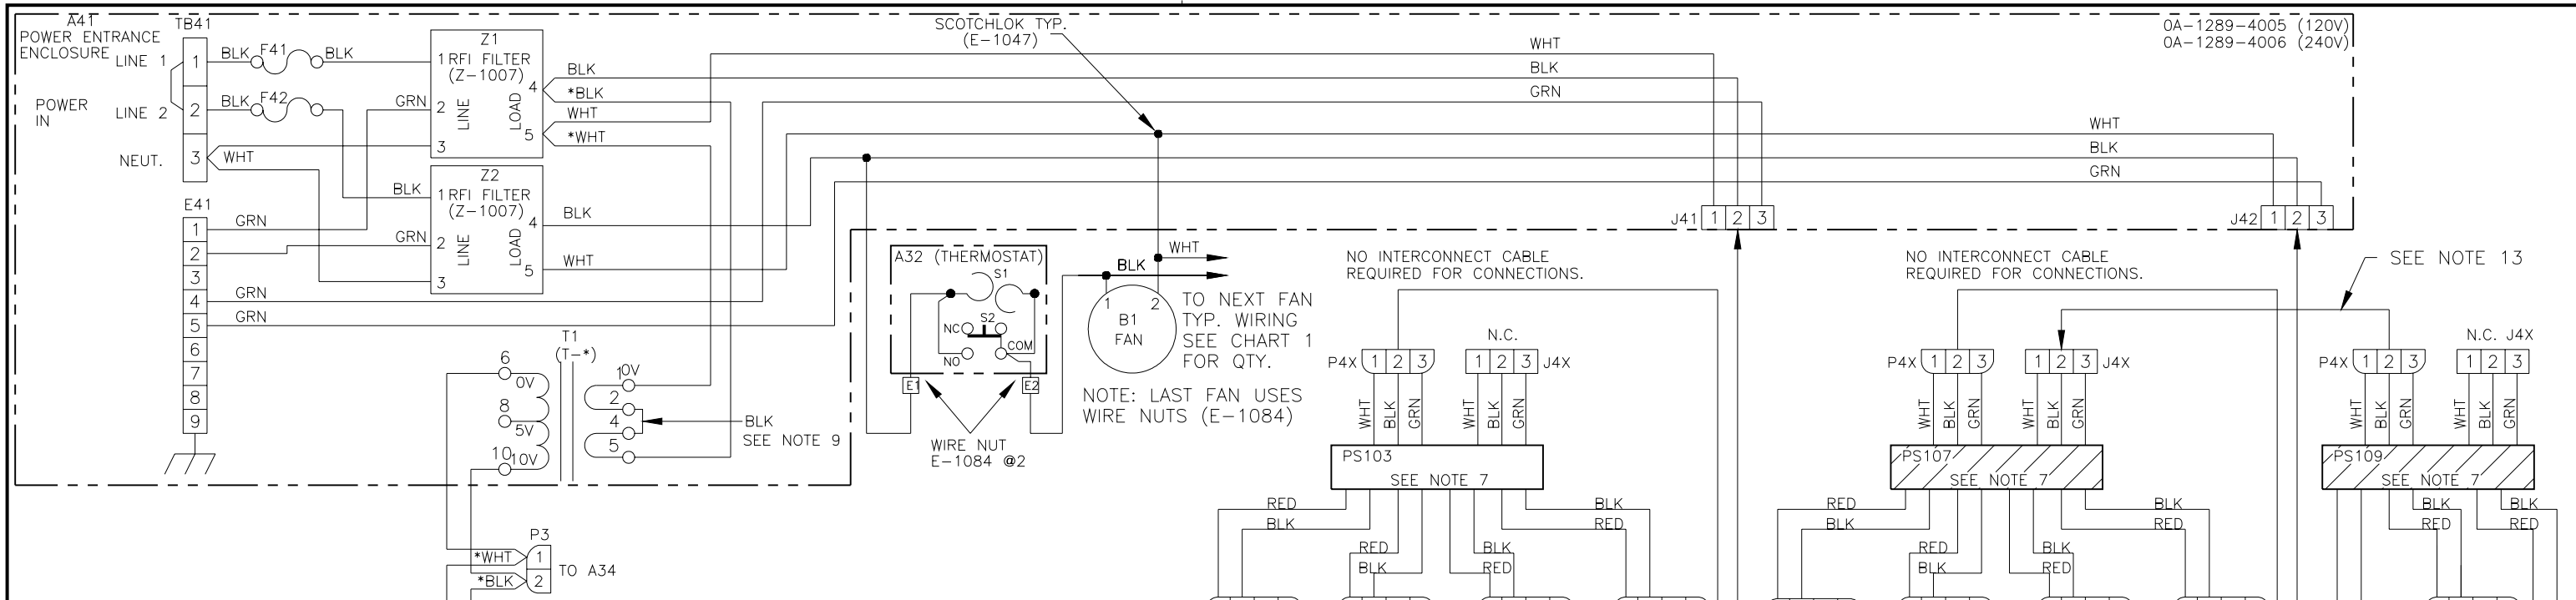 A41
POWER ENTRANCE
ENCLOSURE
TB41
LINE 1
1
BLK
F41
BLK
POWER
IN
LINE 2
2
BLK
F42
NEUT.
3
WHT
Z1
1 RFI FILTER
(Z-1007)
GRN
2
LINE
LOAD
3
4
5
BLK
*BLK
WHT
*WHT
Z2
BLK
1 RFI FILTER
(Z-1007)
GRN
2
LINE
LOAD
3
4
5
BLK
WHT
E41
1
GRN
2
3
4
GRN
5
GRN
6
7
8
9
T1
(T-*)
6
0V
8
5V
10
10V
1
0V
2
4
5
BLK
SEE NOTE 9
P3
*WHT
1
*BLK
2
TO A34
SCOTCHLOK TYP.
(E-1047)
WHT
BLK
GRN
0A-1289-4005 (120V)
0A-1289-4006 (240V)
WHT
BLK
GRN
J41
1 2 3
J42
1 2 3
A32 (THERMOSTAT)
S1
S2
NC
NO
COM
E1
E2
WIRE NUT
E-1084 @2
WHT
BLK
1
2
B1
FAN
TO NEXT FAN
TYP. WIRING
SEE CHART 1
FOR QTY.
NOTE: LAST FAN USES
WIRE NUTS (E-1084)
NO INTERCONNECT CABLE
REQUIRED FOR CONNECTIONS.
N.C.
P4X
1 2 3
1 2 3
J4X
WHT
BLK
GRN
WHT
BLK
GRN
PS103
SEE NOTE 7
RED
BLK
BLK
RED
RED
BLK
BLK
RED
NO INTERCONNECT CABLE
REQUIRED FOR CONNECTIONS.
SEE NOTE 13
P4X
1 2 3
1 2 3
J4X
WHT
BLK
GRN
WHT
BLK
GRN
PS107
SEE NOTE 7
RED
BLK
BLK
RED
RED
BLK
BLK
RED
N.C. J4X
P4X
1 2 3
1 2 3
WHT
BLK
GRN
WHT
BLK
GRN
PS109
SEE NOTE 7
BLK
RED
BLK
RED